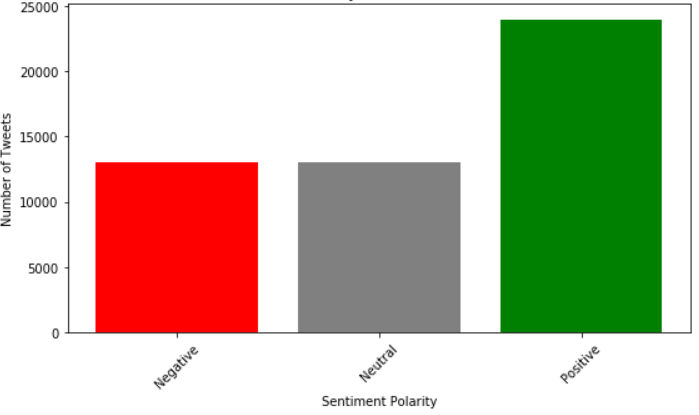 25000
20000
15000
10000
5000
0
Number of Tweets
Negative
Neutral
Positive
Sentiment Polarity